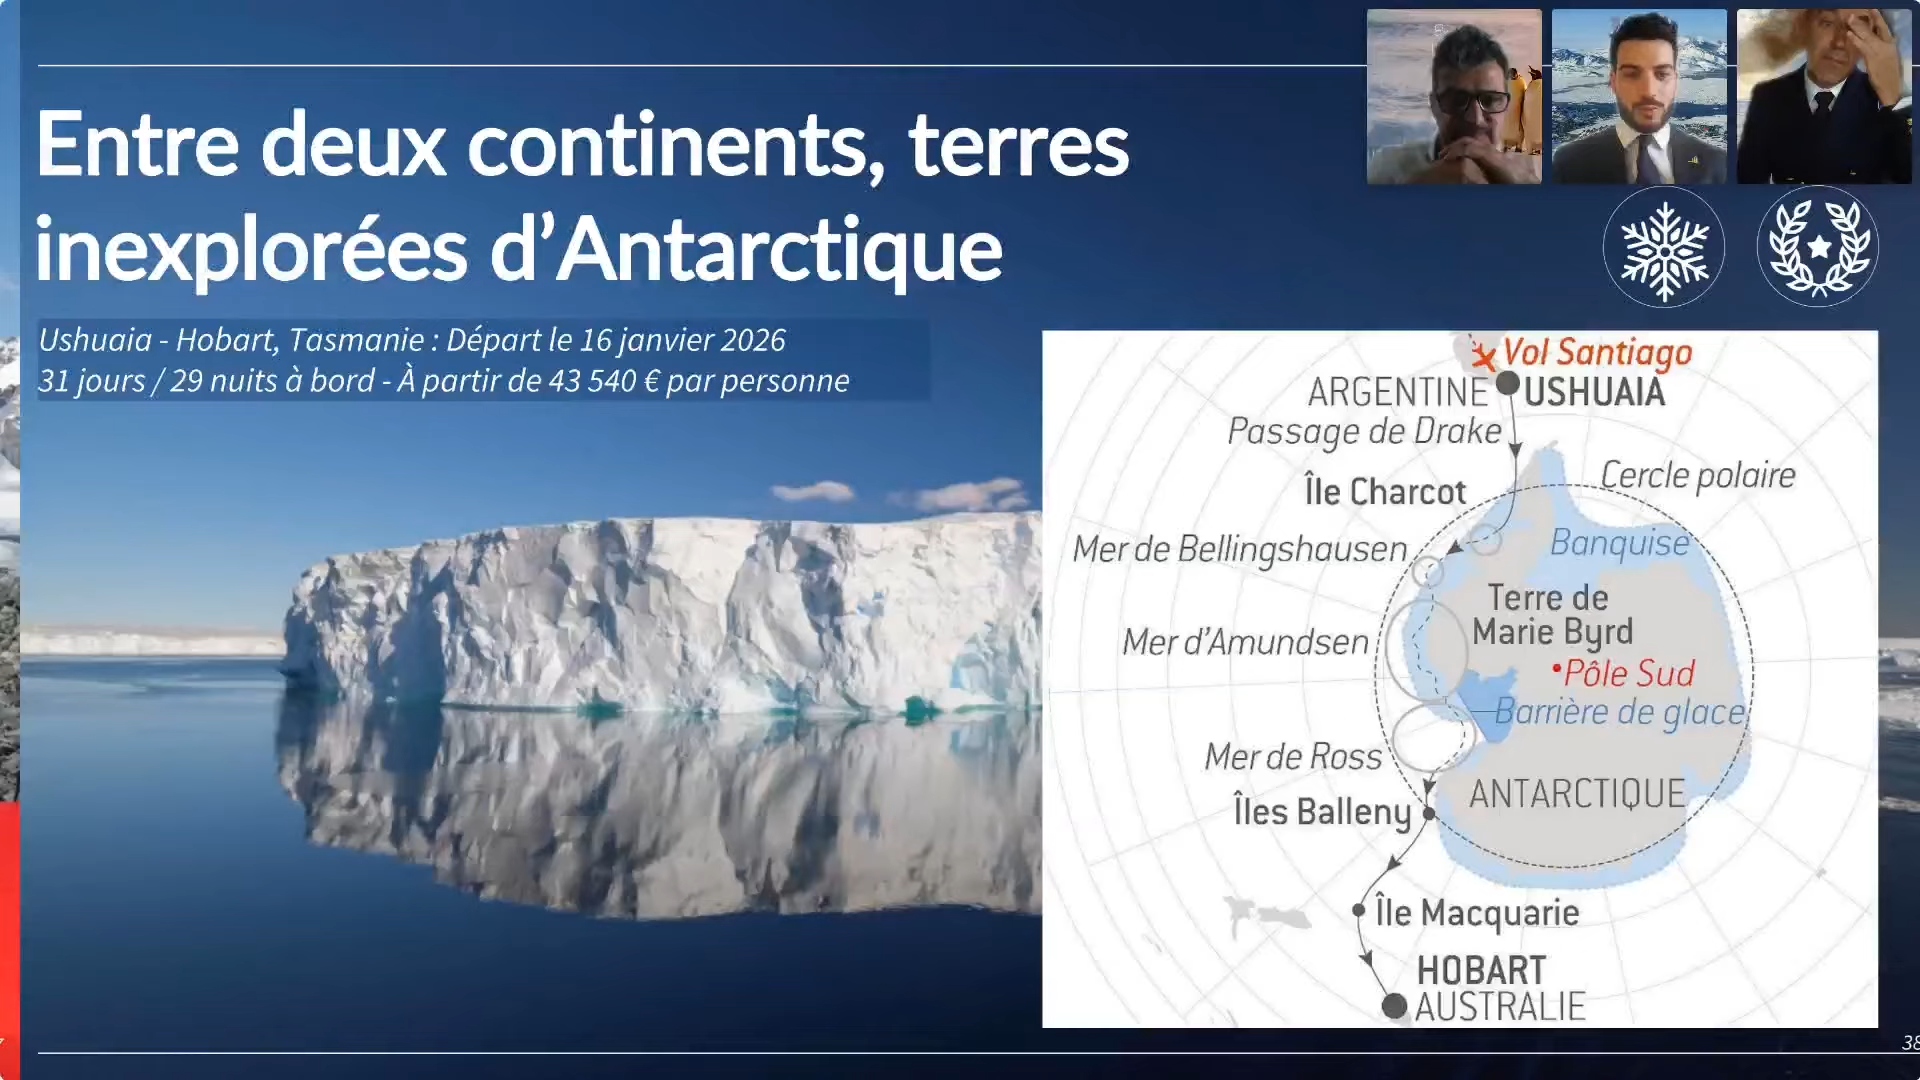 Entre deux continents, terres
inexplorées d’Antarctique
Ushuaia - Hobart, Tasmanie : Départ le 16 janvier 2026
31 jours / 29 nuits à bord - À partir de 43 540 € par personne
Vol Santiago
ARGENTINE
USHUAIA
Passage de Drake
Cercle polaire
Île Charcot
Banquise
Mer de Bellingshausen
Terre de
Marie Byrd
Mer d’Amundsen
Pôle Sud
Barrière de glace
Mer de Ross
ANTARCTIQUE
Îles Balleny
Île Macquarie
HOBART
AUSTRALIE
38